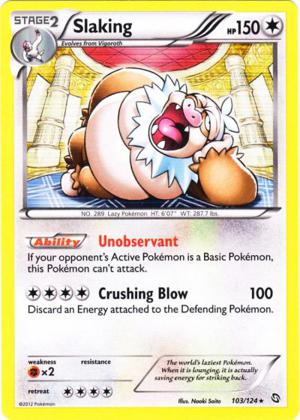 STAGE2
Slaking
HP150
Evolves from Vigoroth
NO. 289 Lazy Pokémon HT. 6'07" WT. 287.7 lbs.
Ability Unobservant
If your opponent's Active Pokémon is a Basic Pokémon,
this Pokémon can't attack.
Crushing Blow 100
Discard an Energy attached to the Defending Pokémon.
weakness resistance
×2
retreat
The world's laziest Pokémon.
When it is lounging, it is actually
saving energy for striking back.
©2012 Pokémon
Illus. Naoki Saito
103/124★